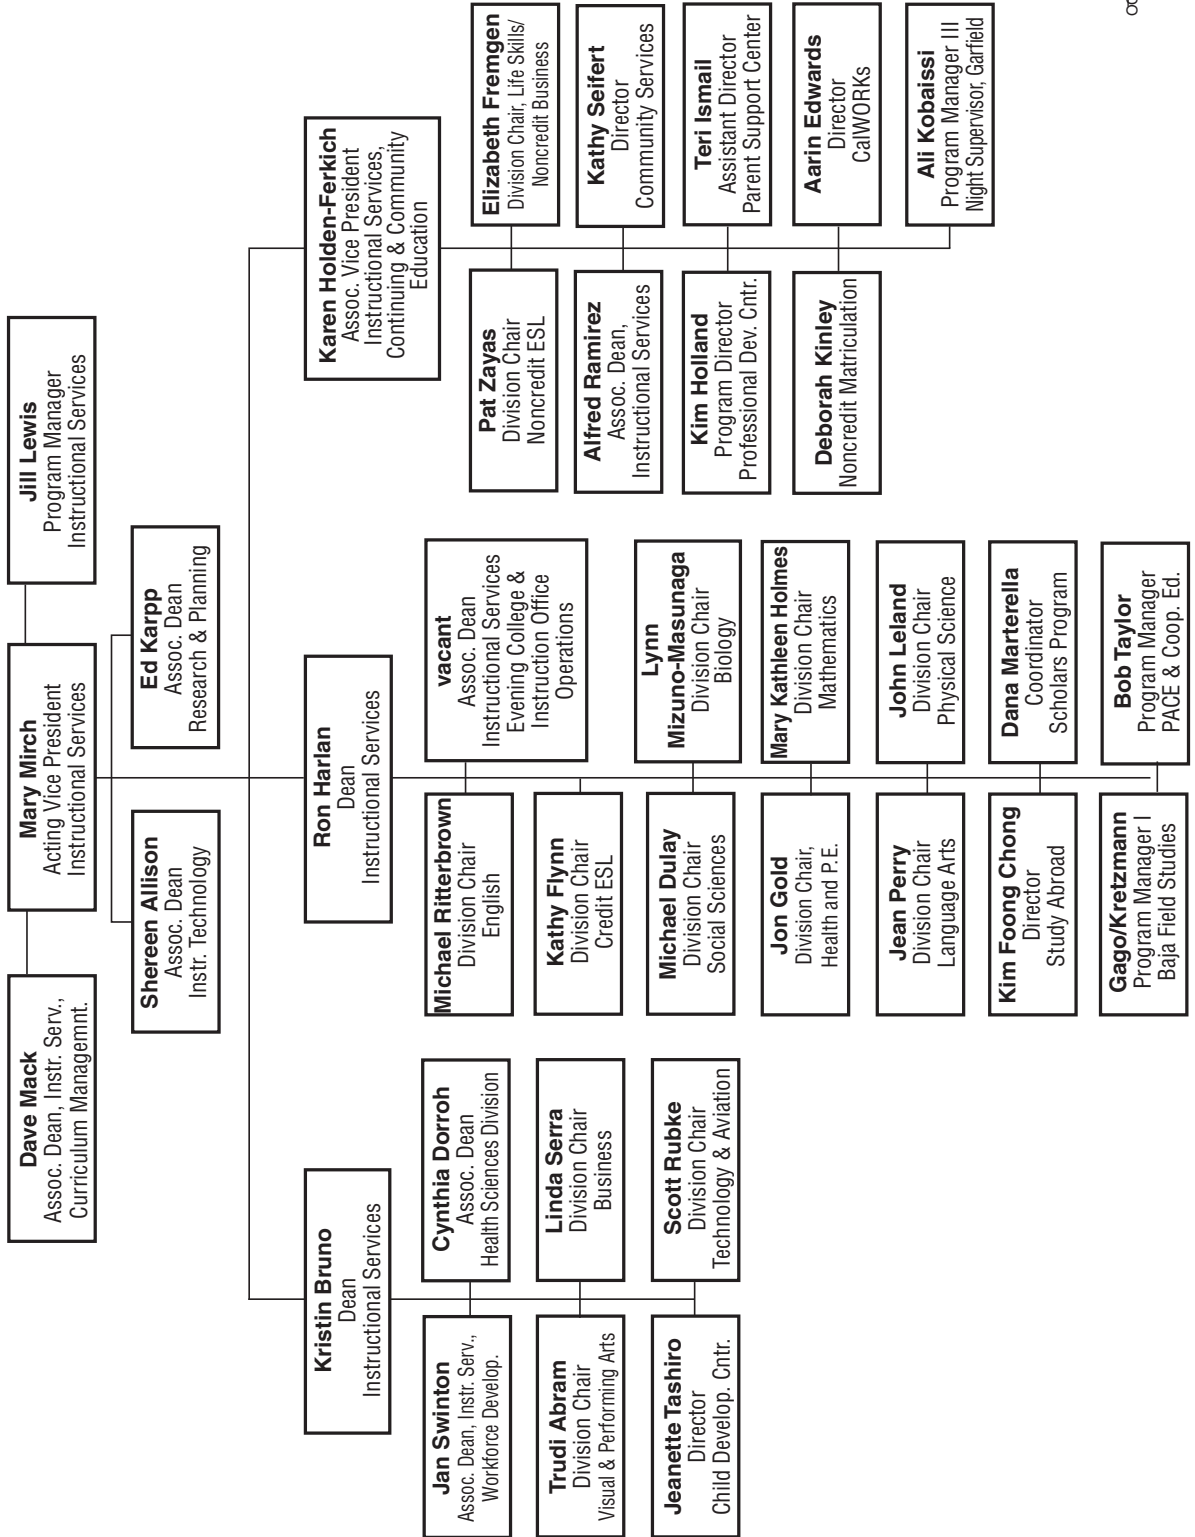 Dave Mack
Assoc. Dean, Instr. Serv.,
Curriculum Managemnt.
Mary Mirch
Acting Vice President
Instructional Services
Jill Lewis
Program Manager
Instructional Services
Shereen Allison
Assoc. Dean
Instr. Technology
Ed Karpp
Assoc. Dean
Research & Planning
Kristin Bruno
Dean
Instructional Services
Ron Harlan
Dean
Instructional Services
Karen Holden-Ferkich
Assoc. Vice President
Instructional Services,
Continuing & Community
Education
Jan Swinton
Assoc. Dean, Instr. Serv.,
Workforce Develop.
Cynthia Dorroh
Assoc. Dean
Health Sciences Division
Trudi Abram
Division Chair
Visual & Performing Arts
Linda Serra
Division Chair
Business
Jeanette Tashiro
Director
Child Develop. Cntr.
Scott Rubke
Division Chair
Technology & Aviation
Michael Ritterbrown
Division Chair
English
vacant
Assoc. Dean
Instructional Services
Evening College &
Instruction Office
Operations
Kathy Flynn
Division Chair
Credit ESL
Michael Dulay
Division Chair
Social Sciences
Lynn
Mizuno-Masunaga
Division Chair
Biology
Jon Gold
Division Chair,
Health and P.E.
Mary Kathleen Holmes
Division Chair
Mathematics
Jean Perry
Division Chair
Language Arts
John Leland
Division Chair
Physical Science
Kim Foong Chong
Director
Study Abroad
Dana Marterella
Coordinator
Scholars Program
Gago/Kretzmann
Program Manager I
Baja Field Studies
Bob Taylor
Program Manager
PACE & Coop. Ed.
Pat Zayas
Division Chair
Noncredit ESL
Elizabeth Fremgen
Division Chair, Life Skills/
Noncredit Business
Alfred Ramirez
Assoc. Dean,
Instructional Services
Kathy Seifert
Director
Community Services
Kim Holland
Program Director
Professional Dev. Cntr.
Teri Ismail
Assistant Director
Parent Support Center
Deborah Kinley
Noncredit Matriculation
Aarin Edwards
Director
CalWORKs
Ali Kobaissi
Program Manager III
Night Supervisor, Garfield